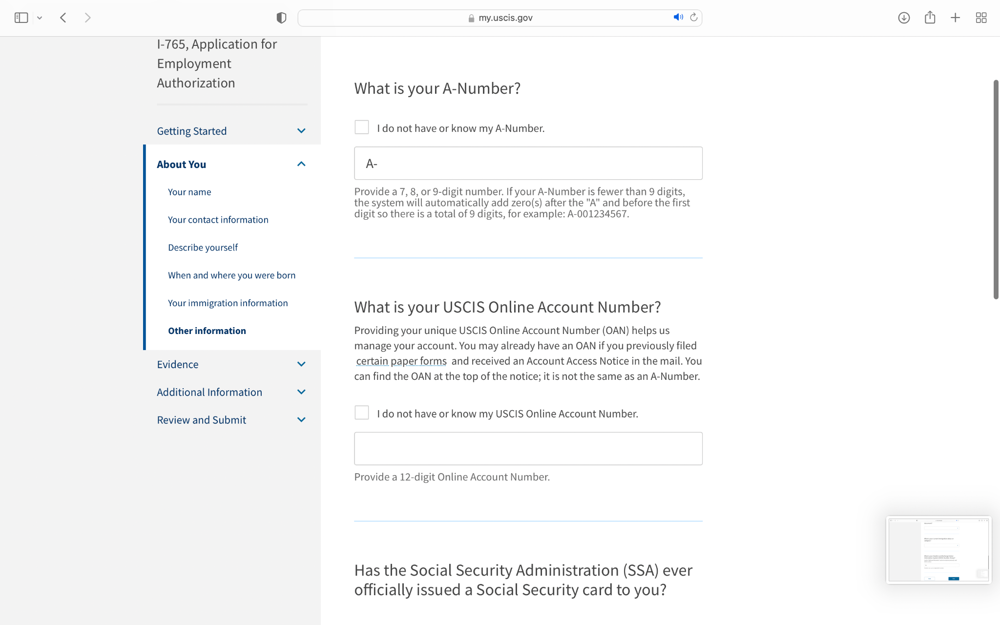 my.uscis.gov
I-765, Application for
Employment
Authorization
Getting Started
About You
Your name
Your contact information
Describe yourself
When and where you were born
Your immigration information
Other information
Evidence
Additional Information
Review and Submit
What is your A-Number?
I do not have or know my A-Number.
A-
Provide a 7, 8, or 9-digit number. If your A-Number is fewer than 9 digits,
the system will automatically add zero(s) after the "A" and before the first
digit so there is a total of 9 digits, for example: A-001234567.
What is your USCIS Online Account Number?
Providing your unique USCIS Online Account Number (OAN) helps us
manage your account. You may already have an OAN if you previously filed
certain paper forms and received an Account Access Notice in the mail. You
can find the OAN at the top of the notice; it is not the same as an A-Number.
I do not have or know my USCIS Online Account Number.
Provide a 12-digit Online Account Number.
Has the Social Security Administration (SSA) ever
officially issued a Social Security card to you?